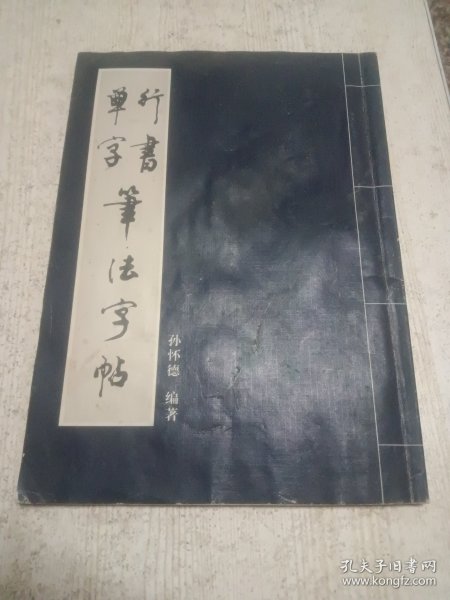 行書
單字
筆法字帖
孙怀德 编著
孔夫子旧书网
www.kongfz.com